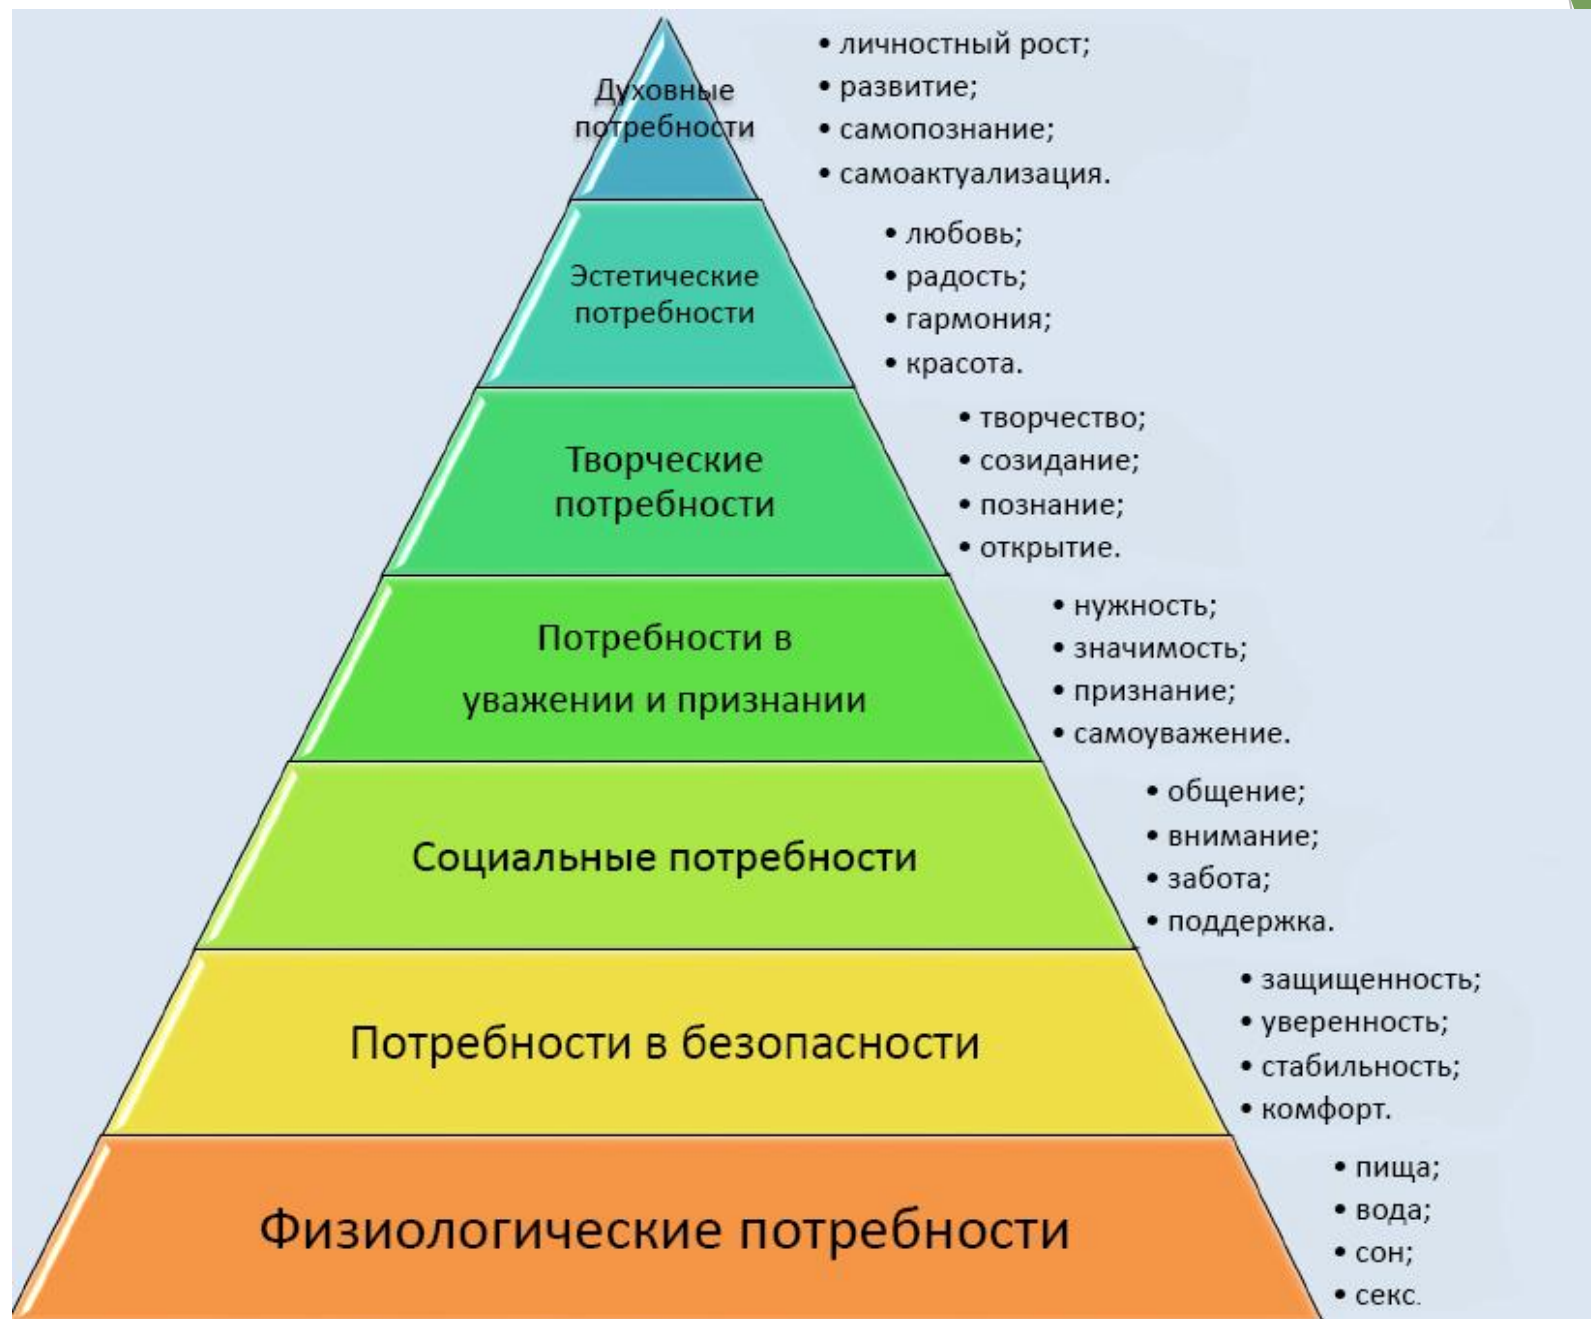 Духовные
потребности
• личностный рост;
• развитие;
• самопознание;
• самоактуализация.
Эстетические
потребности
• любовь;
• радость;
• гармония;
• красота.
Творческие
потребности
• творчество;
• созидание;
• познание;
• открытие.
Потребности в
уважении и признании
• нужность;
• значимость;
• признание;
• самоуважение.
Социальные потребности
• общение;
• внимание;
• забота;
• поддержка.
Потребности в безопасности
• защищенность;
• уверенность;
• стабильность;
• комфорт.
Физиологические потребности
• пища;
• вода;
• сон;
• секс.